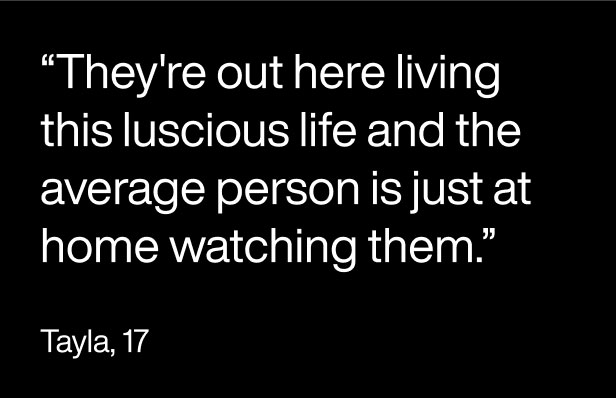 “They're out here living
this luscious life and the
average person is just at
home watching them.”
Tayla, 17